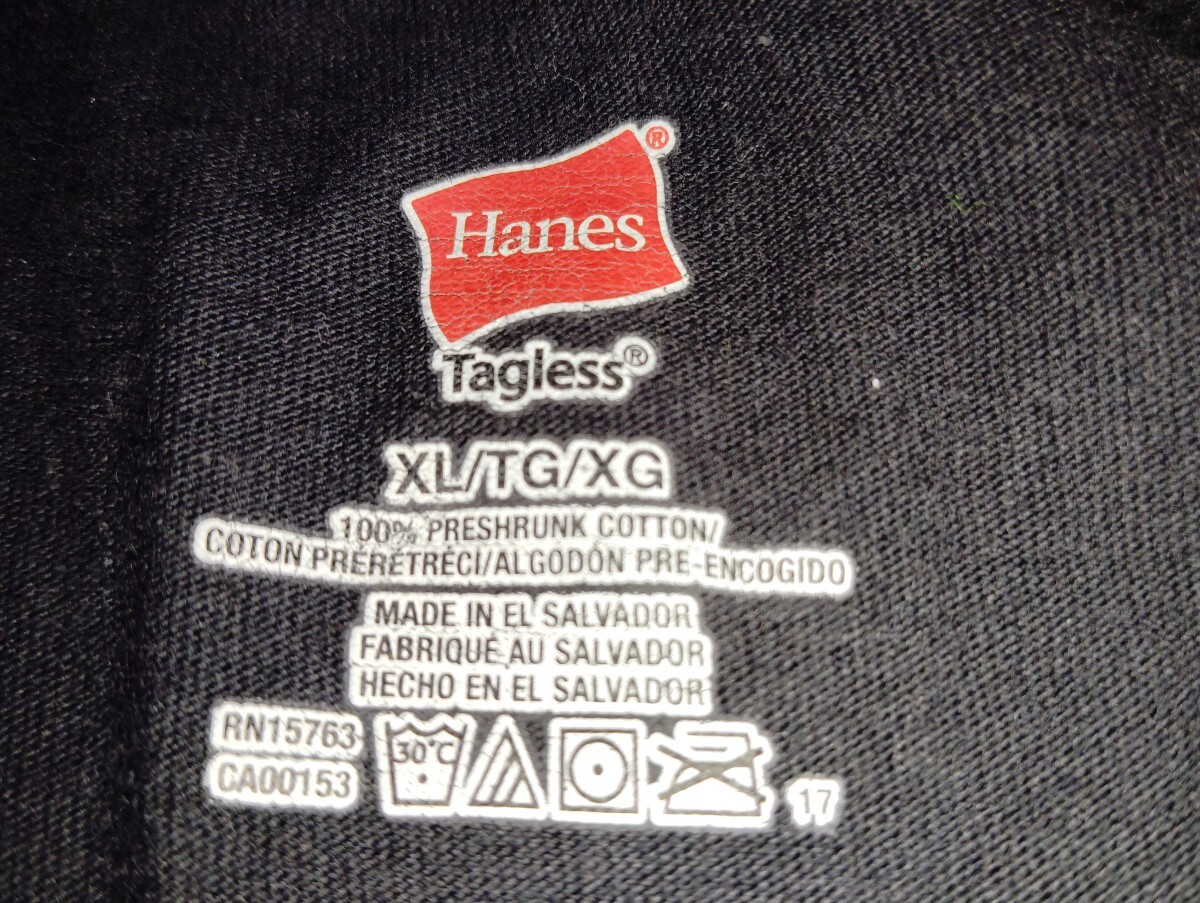 Hanes®
Tagless®
XL/TG/XG
100% PRESHRUNK COTTON/
COTON PRÉRÉTRÉCI/ALGODÓN PRE-ENCOGIDO
MADE IN EL SALVADOR
FABRIQUÉ AU SALVADOR
HECHO EN EL SALVADOR
RN15763
CA00153
30°C
17